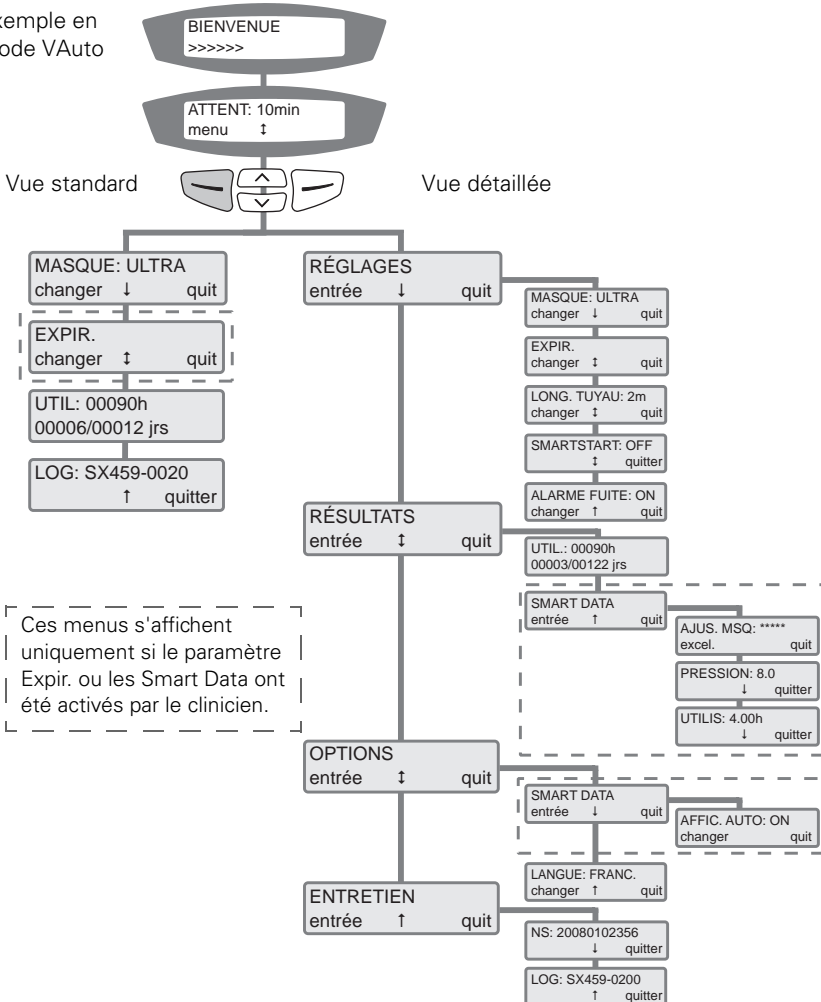 xemple en
ode VAuto
BIENVENUE
>>>>>>
ATTENT: 10min
menu ↕
Vue standard
Vue détaillée
MASQUE: ULTRA
changer ↓ quit
EXPIR.
changer ↕ quit
UTIL: 00090h
00006/00012 jrs
LOG: SX459-0020
↑ quitter
RÉGLAGES
entrée ↓ quit
MASQUE: ULTRA
changer ↓ quit
EXPIR.
changer ↕ quit
LONG. TUYAU: 2m
changer ↕ quit
SMARTSTART: OFF
↕ quitter
ALARME FUITE: ON
changer ↑ quit
RÉSULTATS
entrée ↕ quit
UTIL.: 00090h
00003/00122 jrs
SMART DATA
entrée ↑ quit
AJUS. MSQ: *****
excel. quit
PRESSION: 8.0
↓ quitter
UTILIS: 4.00h
↓ quitter
Ces menus s'affichent
uniquement si le paramètre
Expir. ou les Smart Data ont
été activés par le clinicien.
OPTIONS
entrée ↕ quit
SMART DATA
entrée ↓ quit
AFFIC. AUTO: ON
changer quit
LANGUE: FRANC.
changer ↑ quit
ENTRETIEN
entrée ↑ quit
NS: 20080102356
↓ quitter
LOG: SX459-0200
↑ quitter